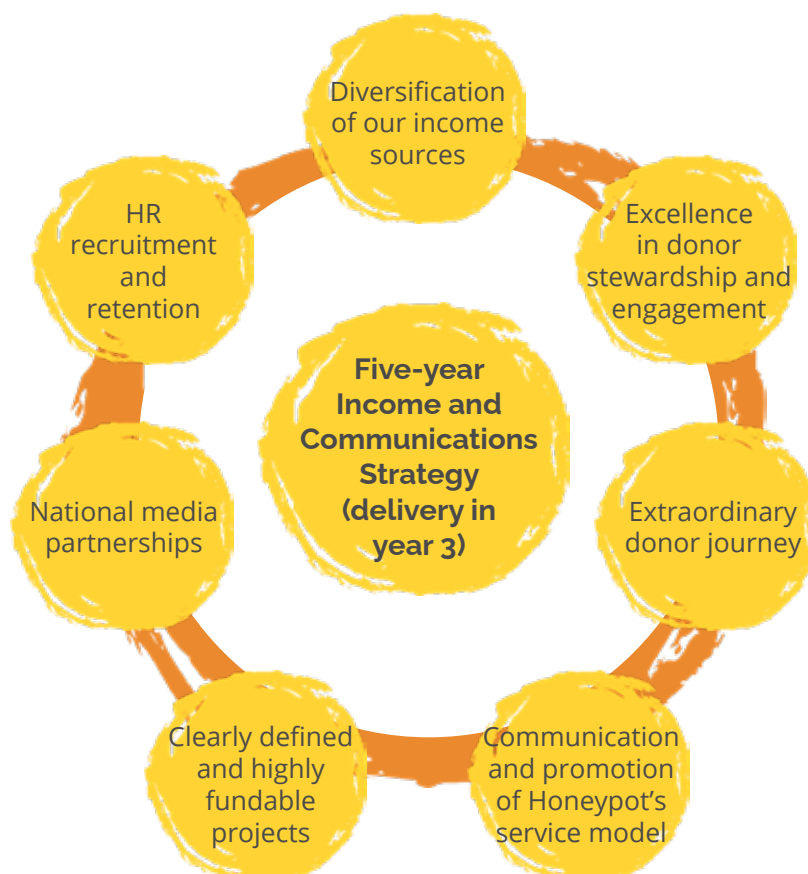 Diversification
of our income
sources
Excellence
in donor
stewardship and
engagement
Extraordinary
donor journey
Communication
and promotion
of Honeypot’s
service model
Clearly defined
and highly
fundable
projects
National media
partnerships
HR
recruitment
and
retention
Five-year
Income and
Communications
Strategy
(delivery in
year 3)